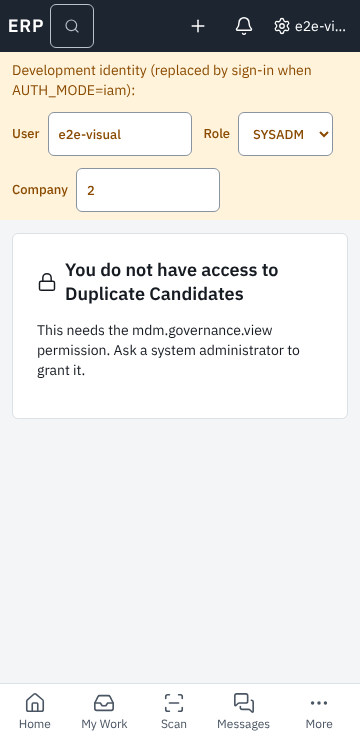 ERP
e2e-vi...
Development identity (replaced by sign-in when
AUTH_MODE=iam):
User e2e-visual Role SYSADM
Company 2
You do not have access to
Duplicate Candidates
This needs the mdm.governance.view
permission. Ask a system administrator to
grant it.
Home My Work Scan Messages More